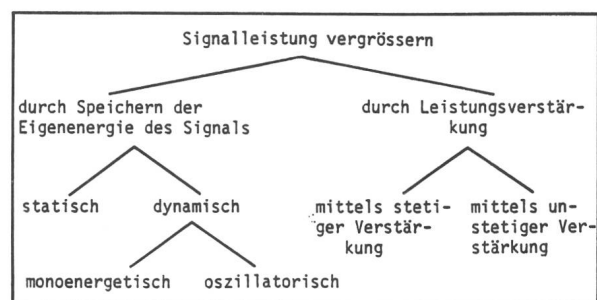 Signalleistung vergrössern
durch Speichern der
Eigenenergie des Signals
durch Leistungsverstär-
kung
statisch
dynamisch
mittels steti-
ger Verstär-
kung
mittels un-
stetiger Ver-
stärkung
monoenergetisch
oszillatorisch